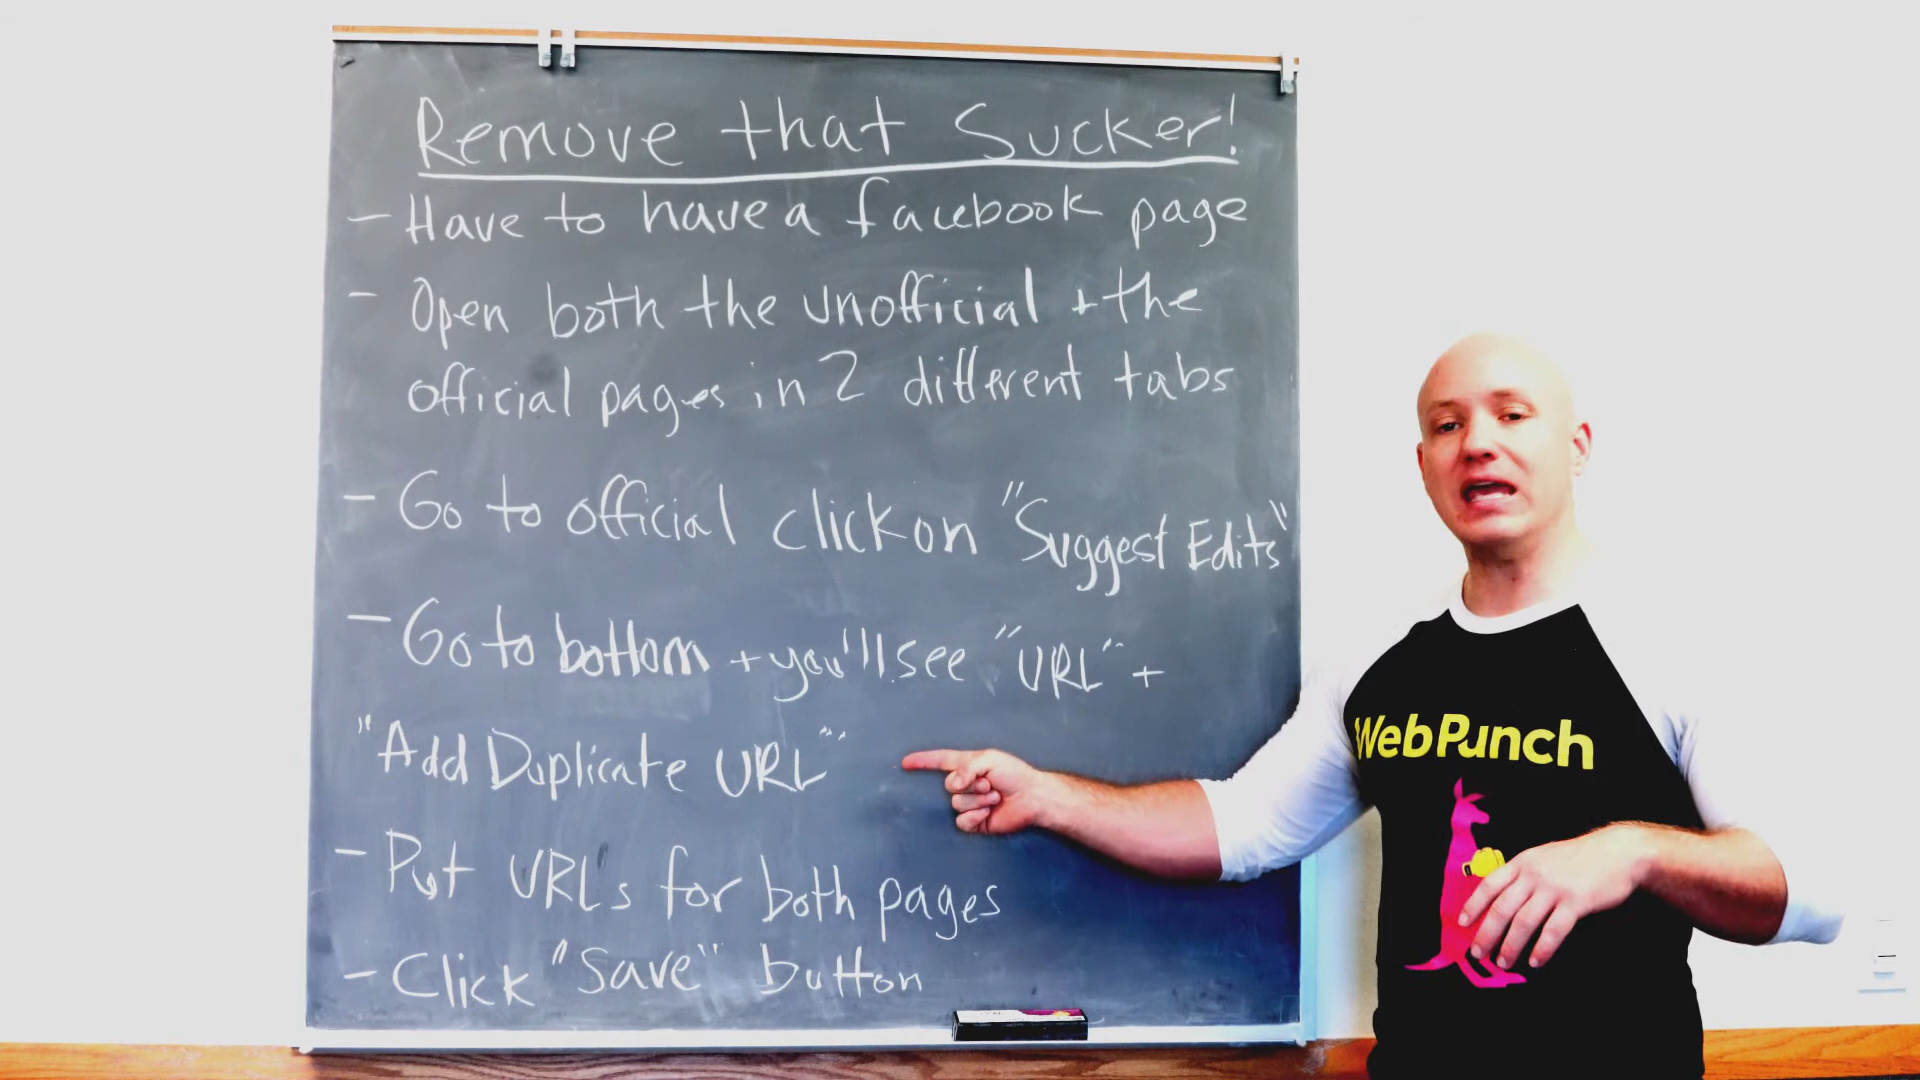 Remove that Sucker!
- Have to have a facebook page
- Open both the unofficial + the
official pages in 2 different tabs
- Go to official click on "Suggest Edits"
- Go to bottom + you'll see "URL" +
"Add Duplicate URL"
- Put URLs for both pages
- Click "Save" button
WebPunch